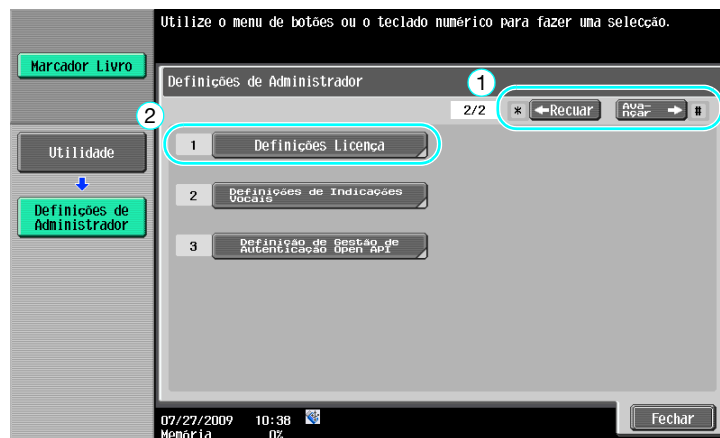 Utilize o menu de botões ou o teclado numérico para fazer uma selecção.
Marcador Livro
Definições de Administrador
1
2/2
*
←Recuar
Ava-
nçar →
#
2
Utilidade
1
Definições Licença
2
Definições de Indicações
Vocais
Definições de
Administrador
3
Definição de Gestão de
Autenticação Open API
Fechar
07/27/2009 10:38
Memória 0%